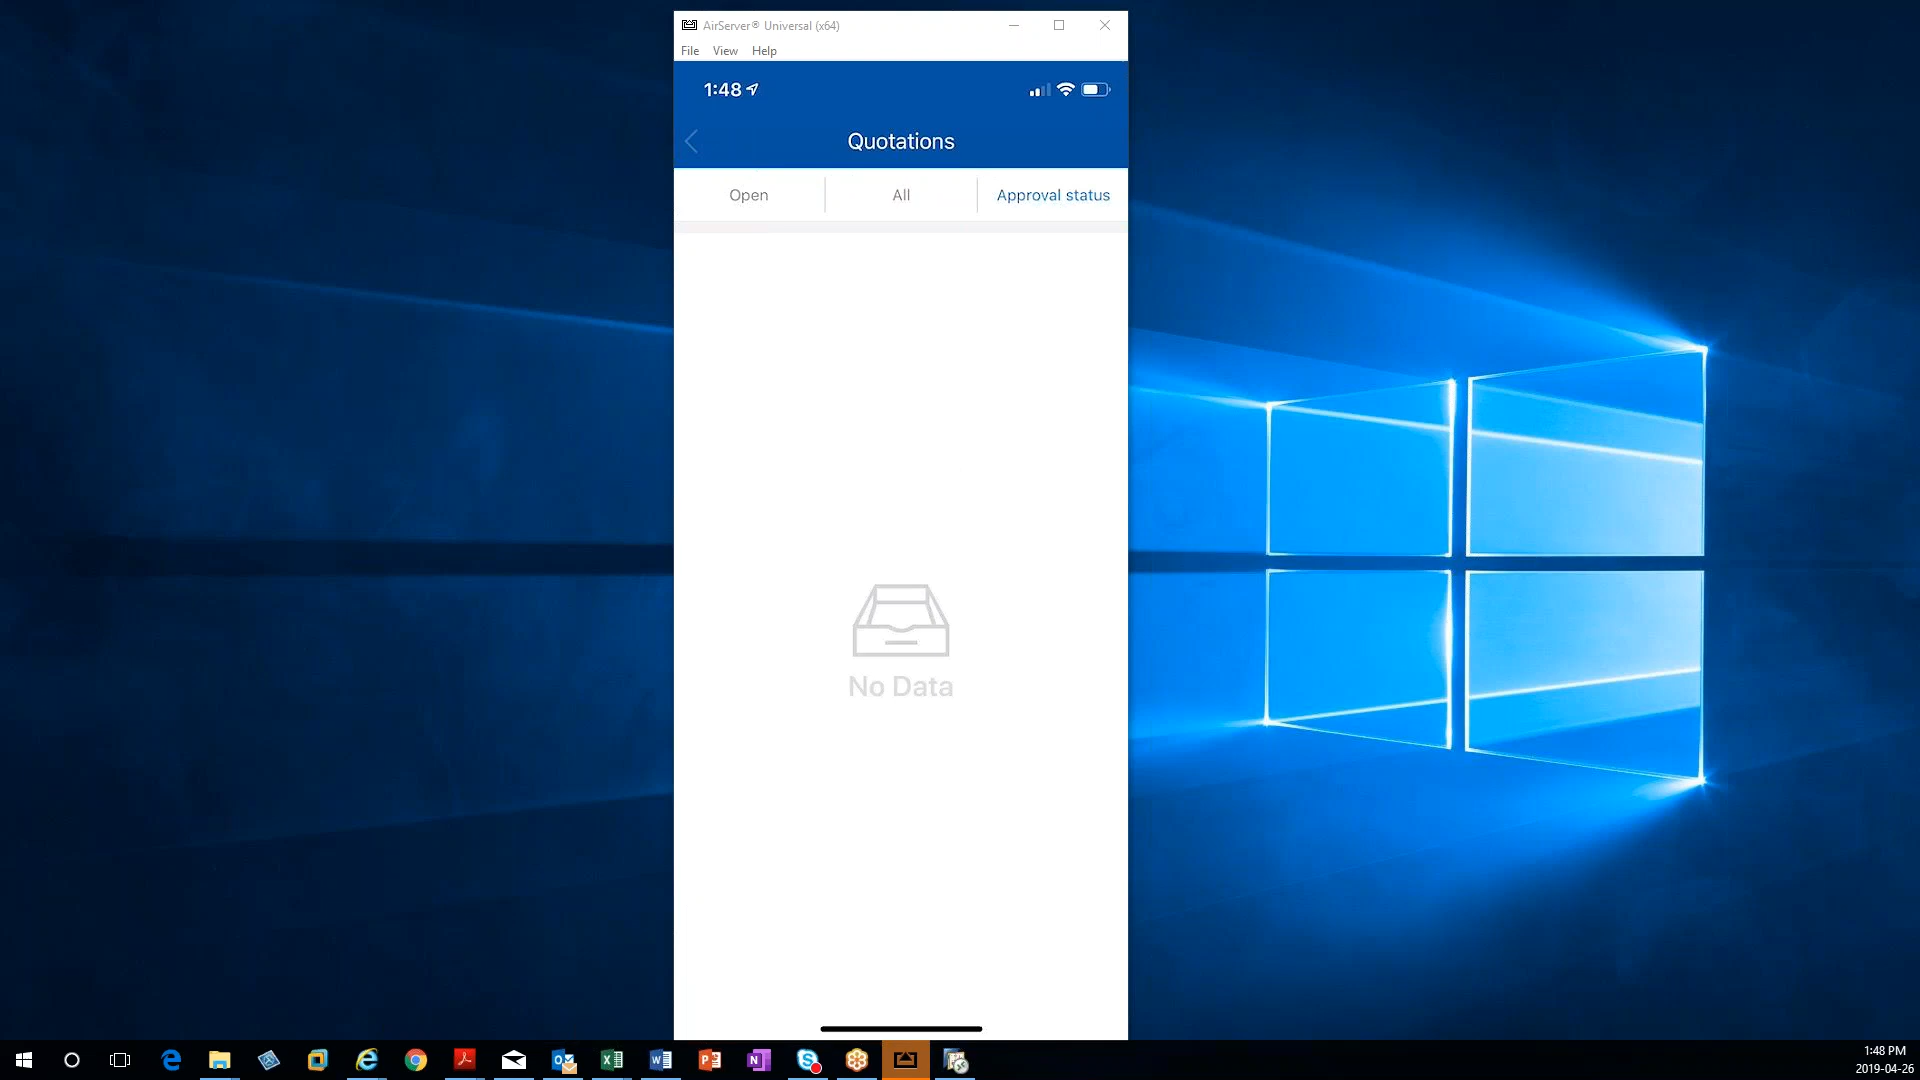 AirServer® Universal (x64)
File View Help
1:48
Quotations
Open All Approval status
No Data
1:48 PM
2019-04-26